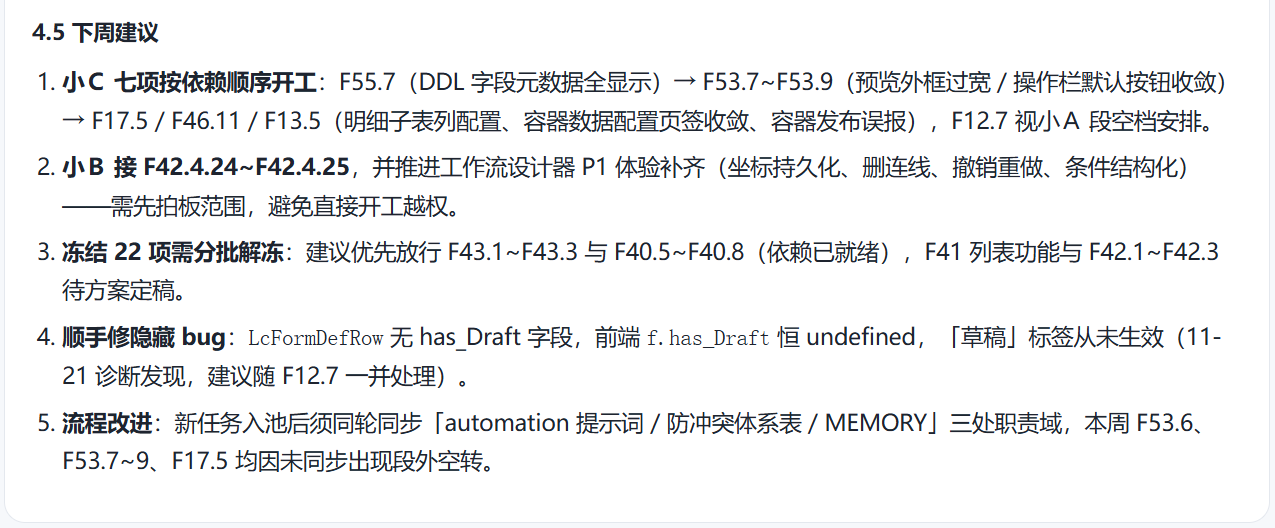 4.5 下周建议
1. 小C 七项按依赖顺序开工：F55.7（DDL 字段元数据全显示）→ F53.7~F53.9（预览外框过宽 / 操作栏默认按钮收敛）
→ F17.5 / F46.11 / F13.5（明细子表列配置、容器数据配置页签收敛、容器发布误报），F12.7 视小A 段空档安排。
2. 小B 接 F42.4.24~F42.4.25，并推进工作流设计器 P1 体验补齐（坐标持久化、删连线、撤销重做、条件结构化）
——需先拍板范围，避免直接开工越权。
3. 冻结 22 项需分批解冻：建议优先放行 F43.1~F43.3 与 F40.5~F40.8（依赖已就绪），F41 列表功能与 F42.1~F42.3
待方案定稿。
4. 顺手修隐藏 bug：LcFormDefRow 无 has_Draft 字段，前端 f.has_Draft 恒 undefined，「草稿」标签从未生效（11-
21 诊断发现，建议随 F12.7 一并处理）。
5. 流程改进：新任务入池后须同轮同步「automation 提示词 / 防冲突体系表 / MEMORY」三处职责域，本周 F53.6、
F53.7~9、F17.5 均因未同步出现段外空转。